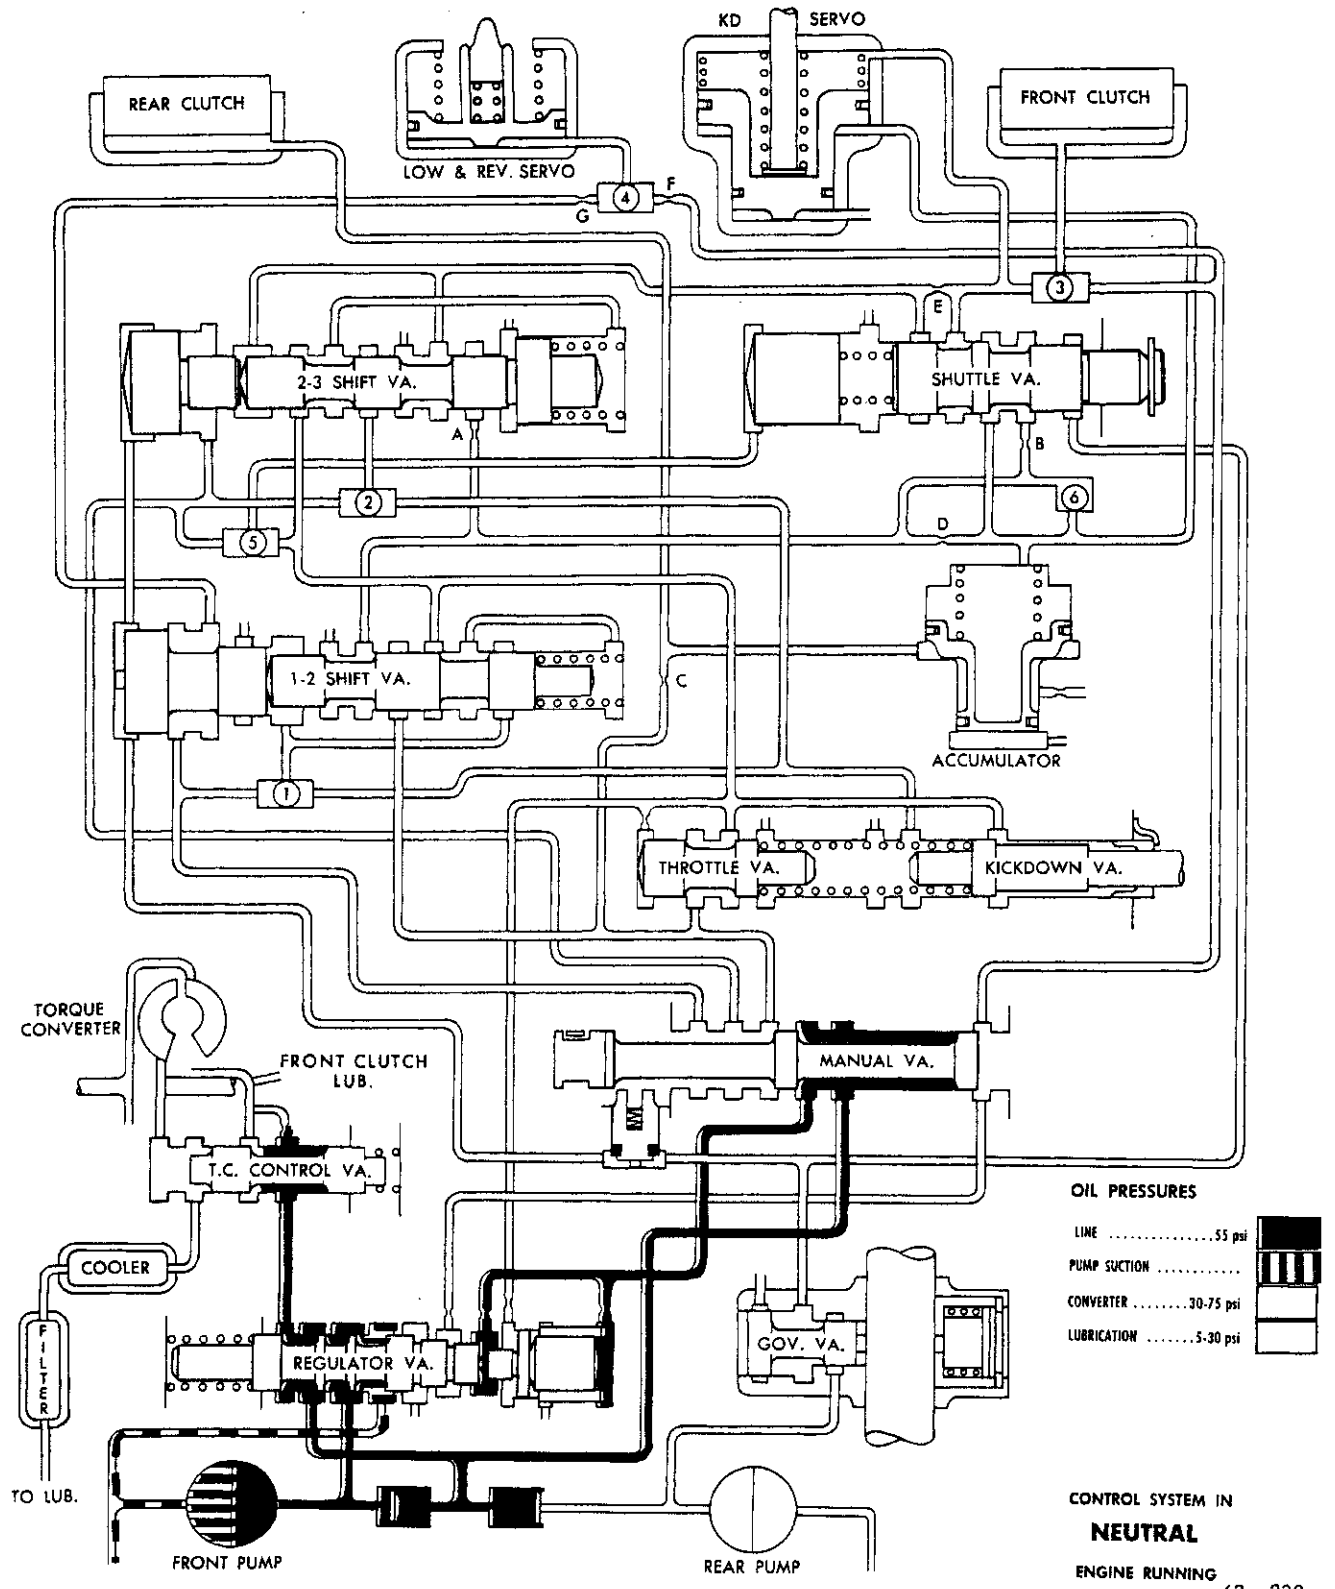 KD SERVO
REAR CLUTCH
FRONT CLUTCH
LOW & REV. SERVO
4
F
G
3
E
2-3 SHIFT VA.
SHUTTLE VA.
A
B
2
6
5
D
1-2 SHIFT VA.
C
ACCUMULATOR
1
THROTTLE VA.
KICKDOWN VA.
TORQUE
CONVERTER
FRONT CLUTCH
LUB.
MANUAL VA.
T.C. CONTROL VA.
OIL PRESSURES
LINE ..............55 psi
PUMP SUCTION ............
CONVERTER ........30-75 psi
LUBRICATION .......5-30 psi
COOLER
FILTER
REGULATOR VA.
GOV. VA.
TO LUB.
FRONT PUMP
REAR PUMP
CONTROL SYSTEM IN
NEUTRAL
ENGINE RUNNING